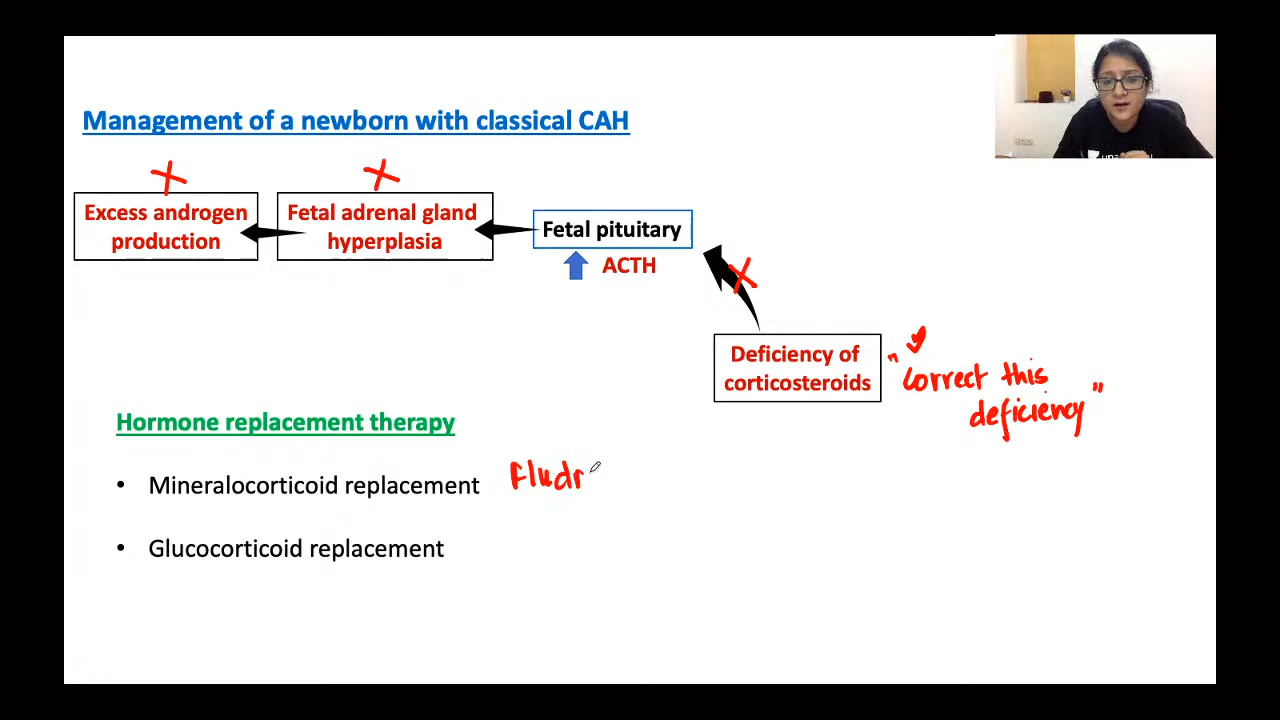 Management of a newborn with classical CAH
Excess androgen
production
Fetal adrenal gland
hyperplasia
Fetal pituitary
ACTH
Deficiency of
corticosteroids
"Correct this
deficiency"
Hormone replacement therapy
• Mineralocorticoid replacement
Fludr
• Glucocorticoid replacement